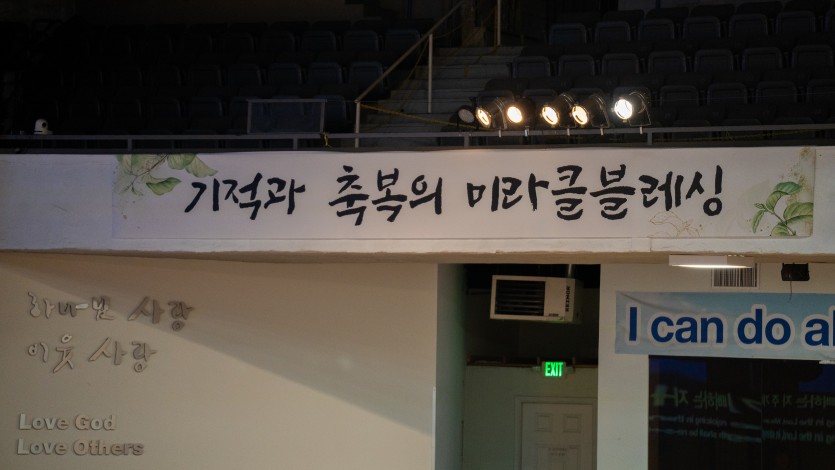 기적과 축복의 미라클블레싱
하나님 사랑
이웃 사랑
Love God
Love Others
EXIT
I can do al